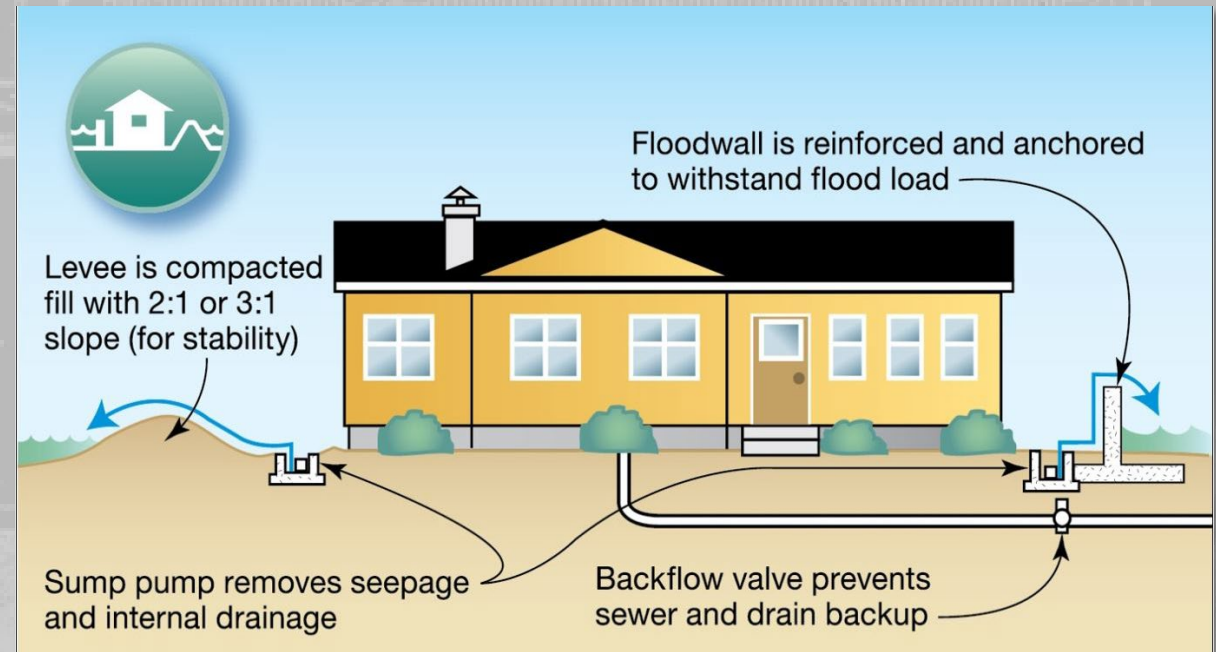 Floodwall is reinforced and anchored
to withstand flood load
Levee is compacted
fill with 2:1 or 3:1
slope (for stability)
Sump pump removes seepage
and internal drainage
Backflow valve prevents
sewer and drain backup